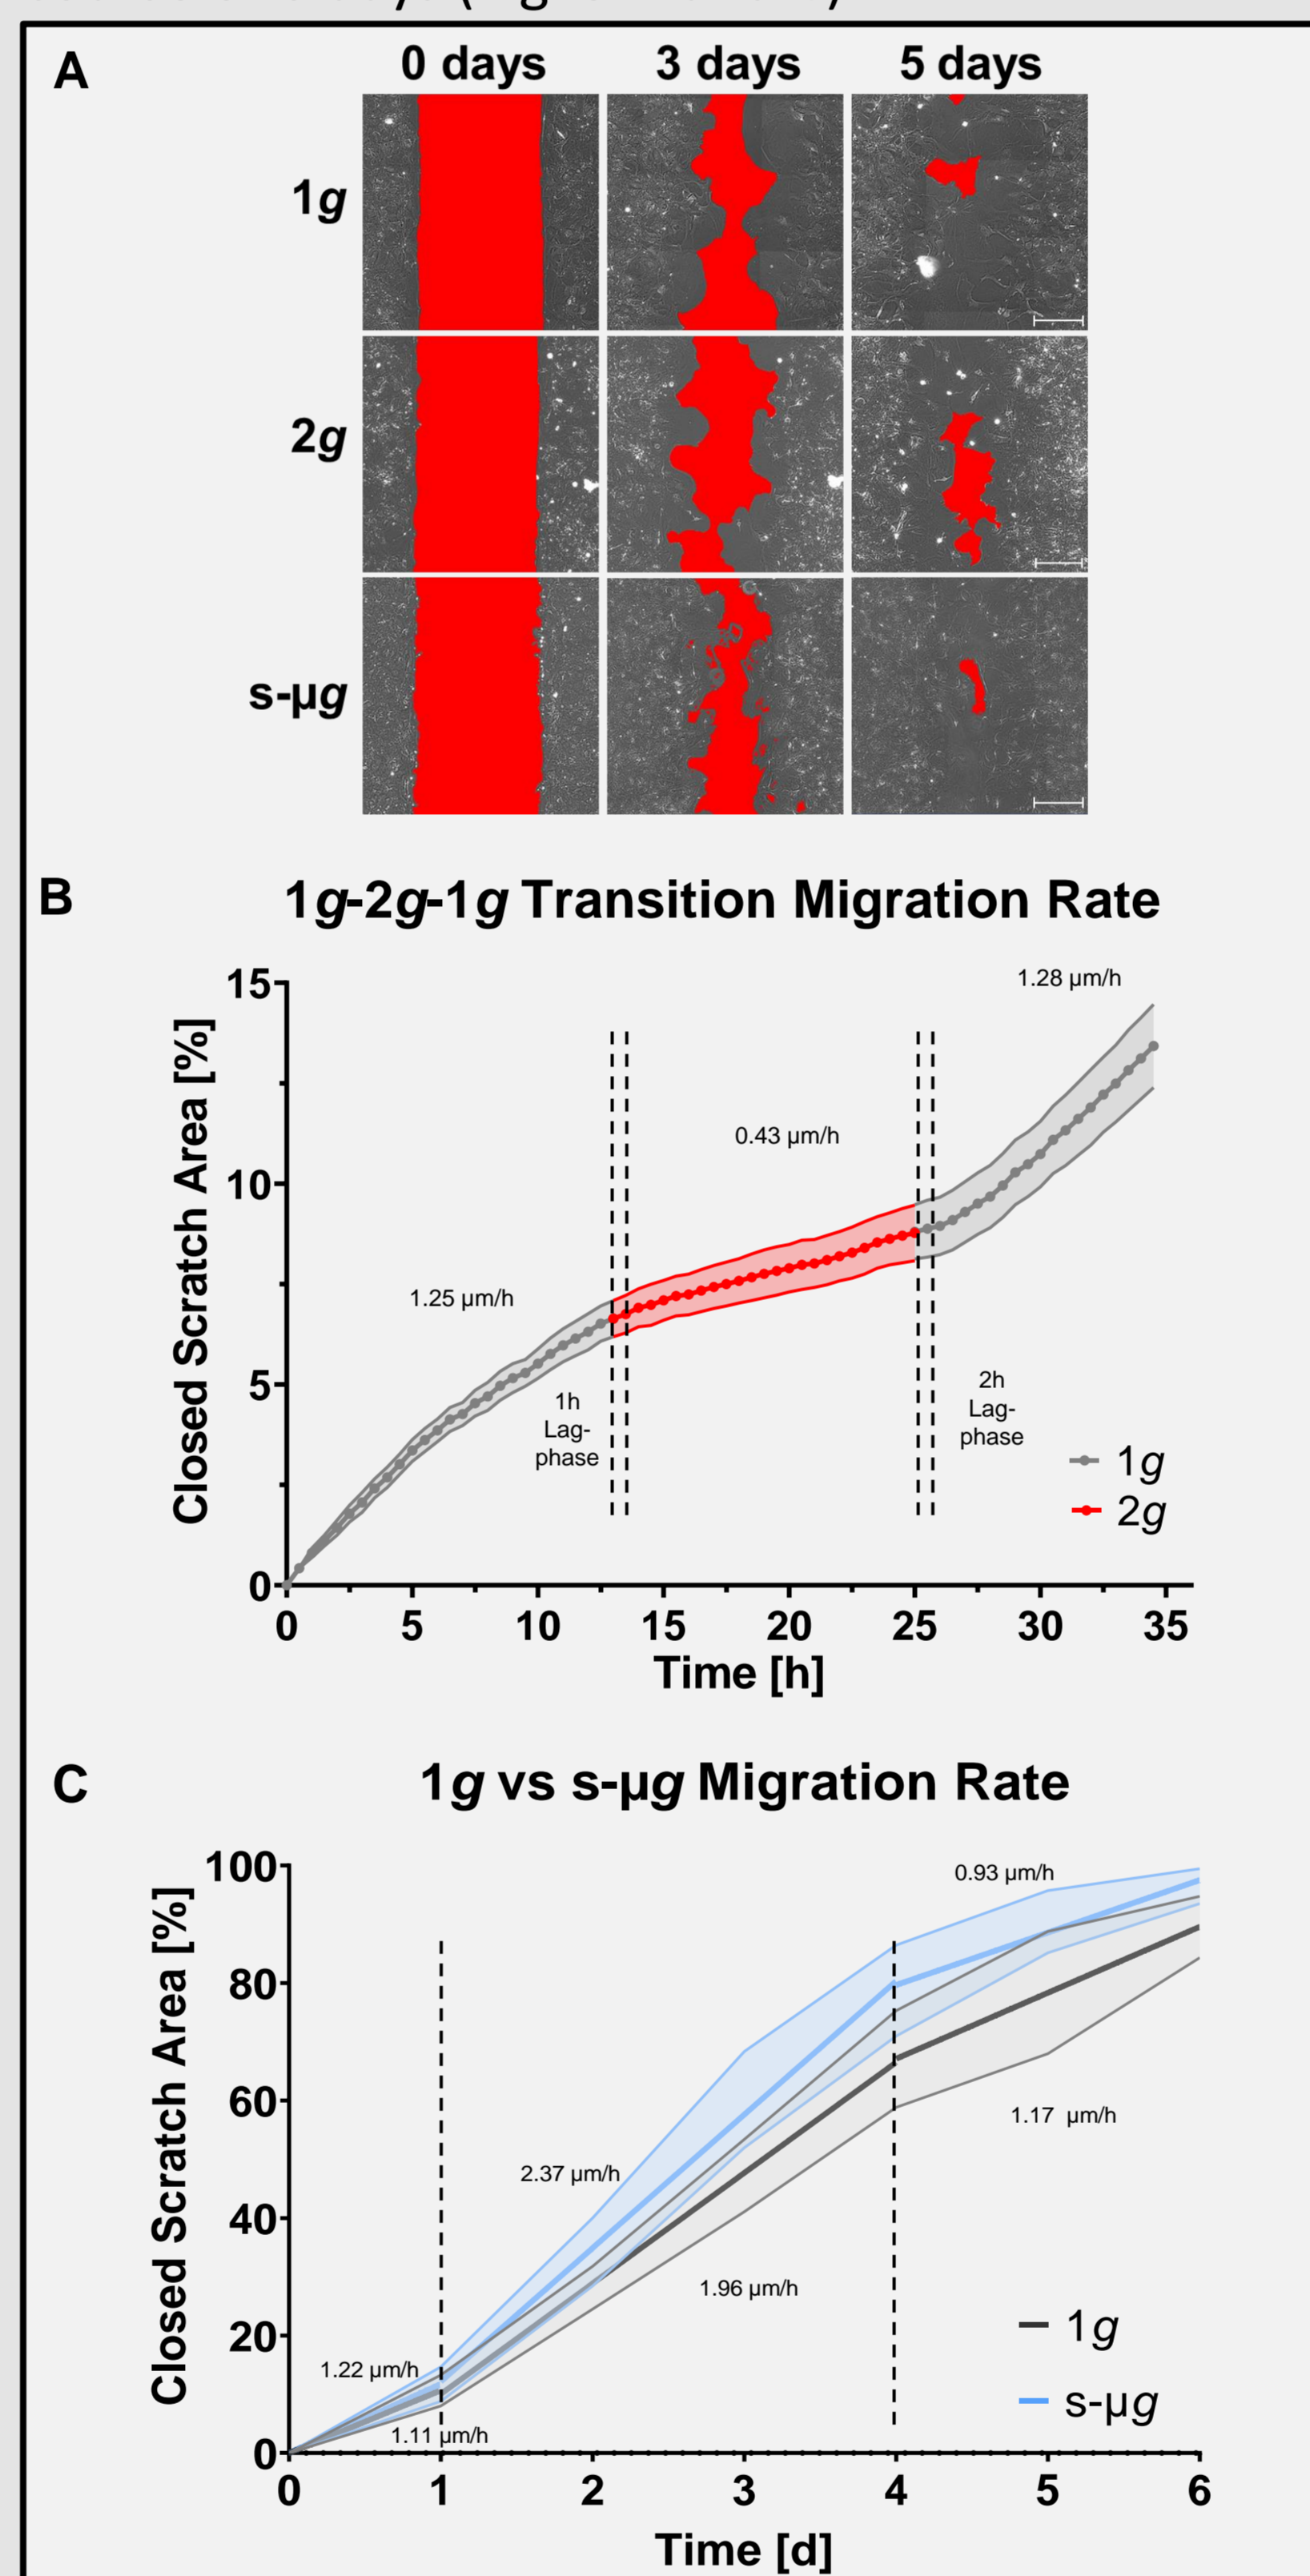 A
0 days 3 days 5 days
1g
2g
s-μg
B
1g-2g-1g Transition Migration Rate
Closed Scratch Area [%]
15
10
5
0
1.28 μm/h
0.43 μm/h
1.25 μm/h
1h
Lag-
phase
2h
Lag-
phase
1g
2g
0 5 10 15 20 25 30 35
Time [h]
C
1g vs s-μg Migration Rate
Closed Scratch Area [%]
100
80
60
40
20
0
0.93 μm/h
1.17 μm/h
2.37 μm/h
1.96 μm/h
1.22 μm/h
1.11 μm/h
1g
s-μg
0 1 2 3 4 5 6
Time [d]